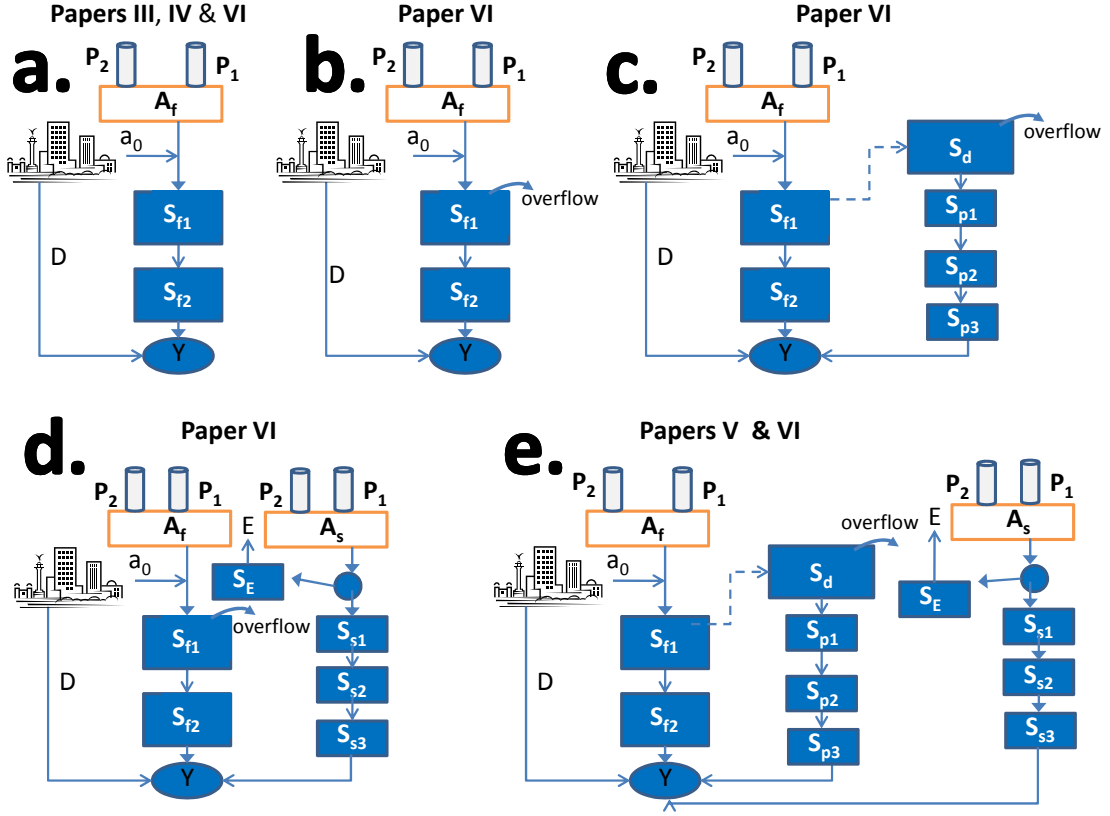 Papers III, IV & VI
a.
P2
P1
Af
a0
Sf1
D
Sf2
Y
Paper VI
b.
P2
P1
Af
a0
overflow
Sf1
D
Sf2
Y
Paper VI
c.
P2
P1
Af
a0
overflow
Sd
Sf1
Sp1
D
Sf2
Sp2
Sp3
Y
Paper VI
d.
P2
P1
P2
P1
Af
E
As
a0
SE
overflow
Sf1
Ss1
D
Ss2
Sf2
Ss3
Y
Papers V & VI
e.
P2
P1
P2
P1
Af
overflow
E
As
a0
Sd
SE
Sf1
Sp1
Ss1
D
Sp2
Ss2
Sf2
Sp3
Ss3
Y